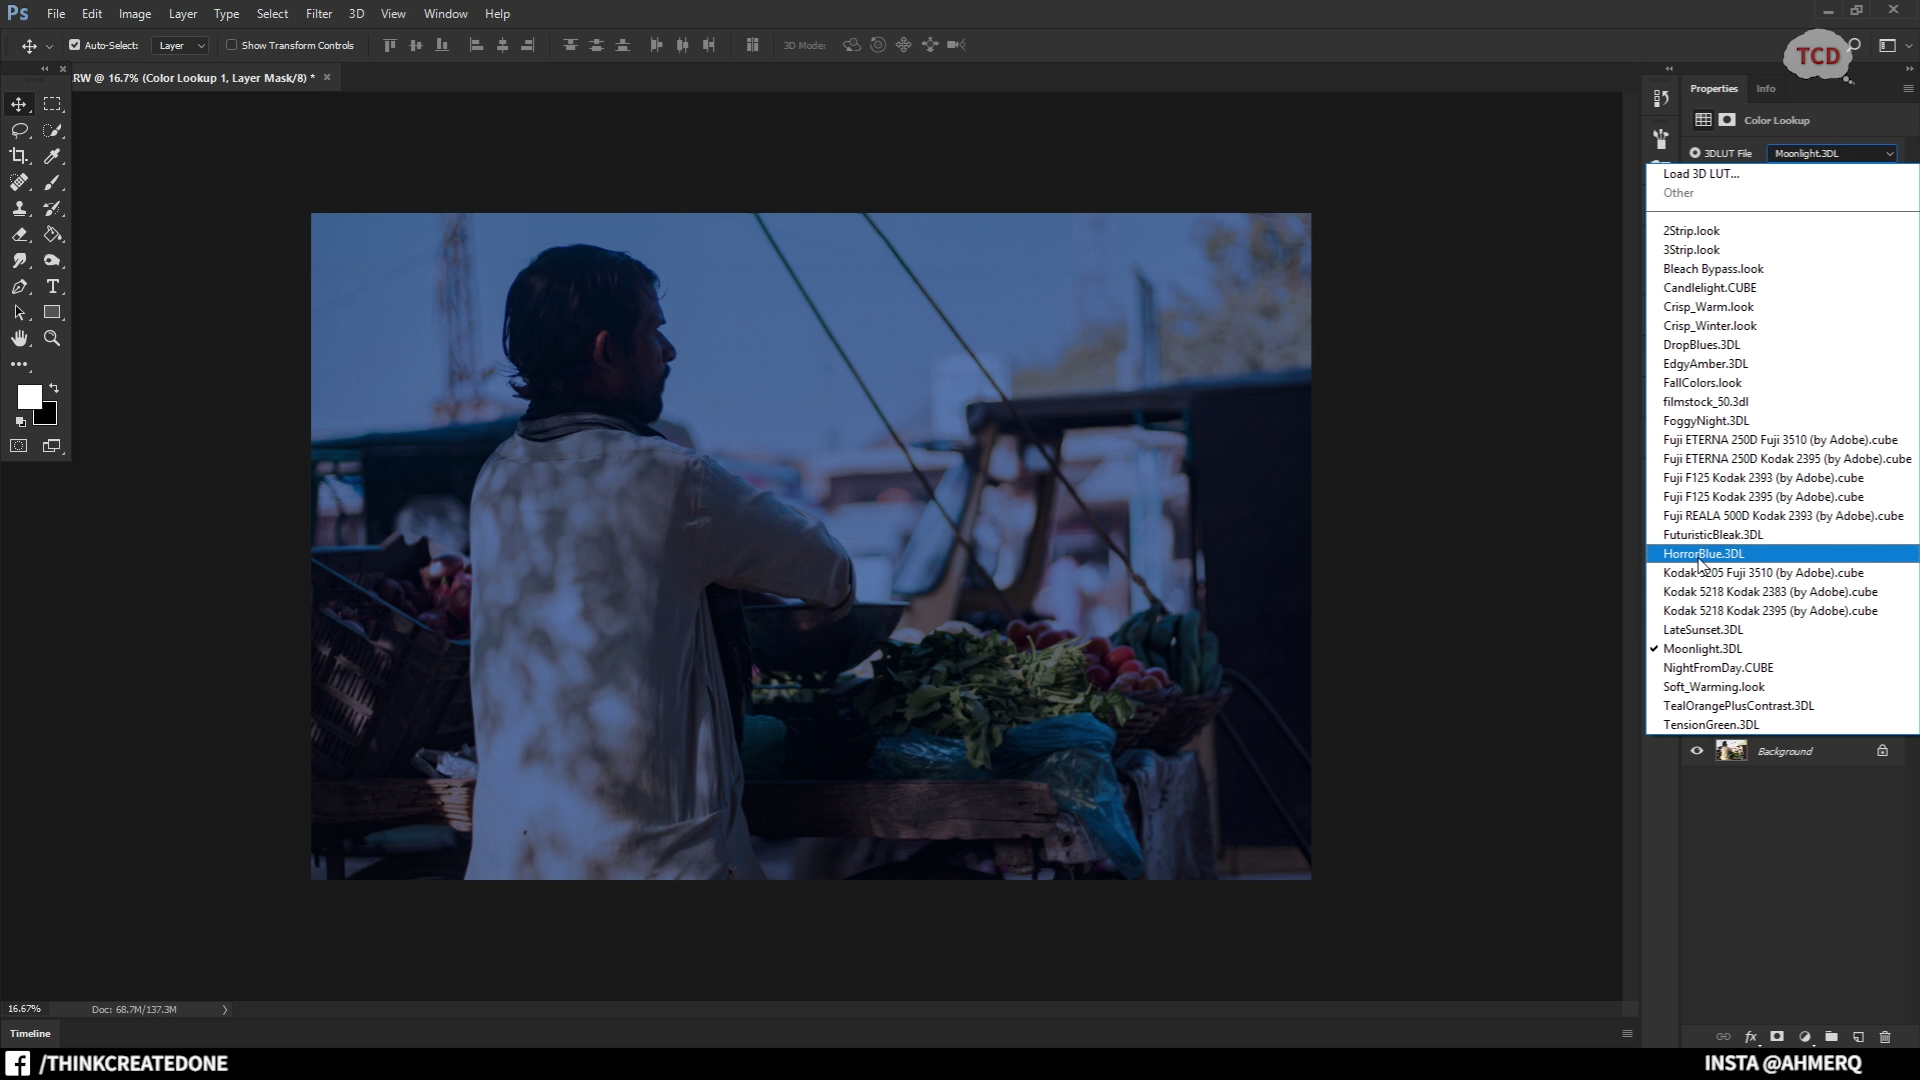 Ps File Edit Image Layer Type Select Filter 3D View Window Help
Auto-Select: Layer Show Transform Controls 3D Mode:
TCD
.RW @ 16.7% (Color Lookup 1, Layer Mask/8) * ×
Properties Info
Color Lookup
3DLUT File Moonlight.3DL
Load 3D LUT...
Other
2Strip.look
3Strip.look
Bleach Bypass.look
Candlelight.CUBE
Crisp_Warm.look
Crisp_Winter.look
DropBlues.3DL
EdgyAmber.3DL
FallColors.look
filmstock_50.3dl
FoggyNight.3DL
Fuji ETERNA 250D Fuji 3510 (by Adobe).cube
Fuji ETERNA 250D Kodak 2395 (by Adobe).cube
Fuji F125 Kodak 2393 (by Adobe).cube
Fuji F125 Kodak 2395 (by Adobe).cube
Fuji REALA 500D Kodak 2393 (by Adobe).cube
FuturisticBleak.3DL
HorrorBlue.3DL
Kodak 5205 Fuji 3510 (by Adobe).cube
Kodak 5218 Kodak 2383 (by Adobe).cube
Kodak 5218 Kodak 2395 (by Adobe).cube
LateSunset.3DL
Moonlight.3DL
NightFromDay.CUBE
Soft_Warming.look
TealOrangePlusContrast.3DL
TensionGreen.3DL
Background
16.67% Doc: 68.7M/137.3M
Timeline
fx
/THINKCREATEDONE
INSTA @AHMERQ